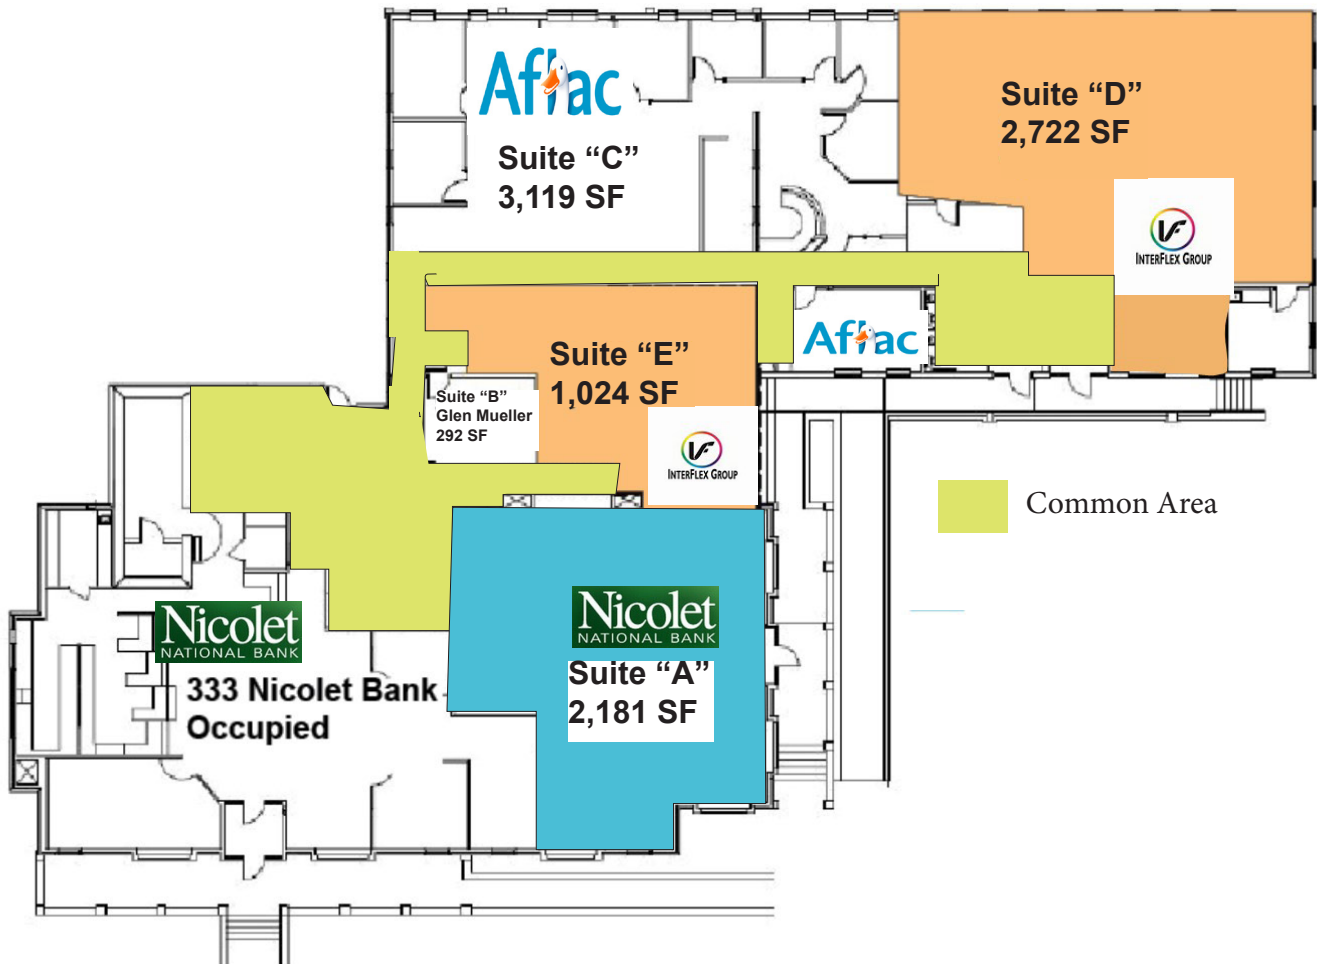 Aflac
Suite “C”
3,119 SF
Suite “D”
2,722 SF
INTERFLEX GROUP
Aflac
Suite “E”
1,024 SF
Suite “B”
Glen Mueller
292 SF
INTERFLEX GROUP
Common Area
Nicolet
NATIONAL BANK
333 Nicolet Bank
Occupied
Nicolet
NATIONAL BANK
Suite “A”
2,181 SF